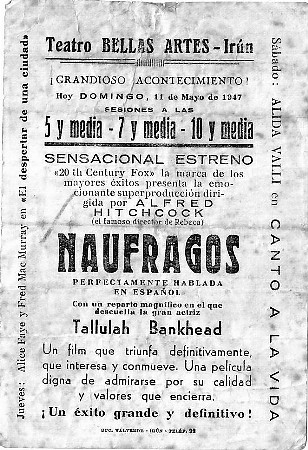 Teatro BELLAS ARTES - Irún
¡GRANDIOSO ACONTECIMIENTO!
Hoy DOMINGO, 11 de Mayo de 1947
SESIONES A LAS
5 y media - 7 y media - 10 y media
SENSACIONAL ESTRENO
«20 th Century Fox» la marca de los
mayores éxitos presenta la emo-
cionante superproducción diri-
gida por ALFRED
HITCHCOCK
(el famoso director de Rebeca)
NAUFRAGOS
PERFECTAMENTE HABLADA
EN ESPAÑOL
Con un reparto magnífico en el que
descuella la gran actriz
Tallulah Bankhead
Un film que triunfa definitivamente,
que interesa y conmueve. Una película
digna de admirarse por su calidad
y valores que encierra.
¡Un éxito grande y definitivo!
SUC. VALVERDE - IRÚN - TELÉF.
Jueves: Alice Faye y Fred Mac Murray en «El despertar de una ciudad»
Sábado: ALIDA VALLI en CANTO A LA VIDA